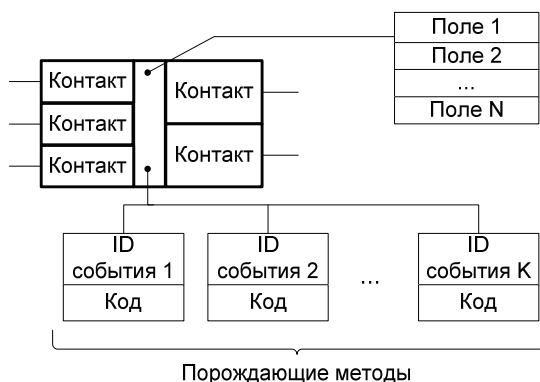 Поле 1
Поле 2
...
Поле N
Контакт
Контакт
Контакт
Контакт
Контакт
ID
события 1
Код
ID
события 2
Код
...
ID
события K
Код
Порождающие методы